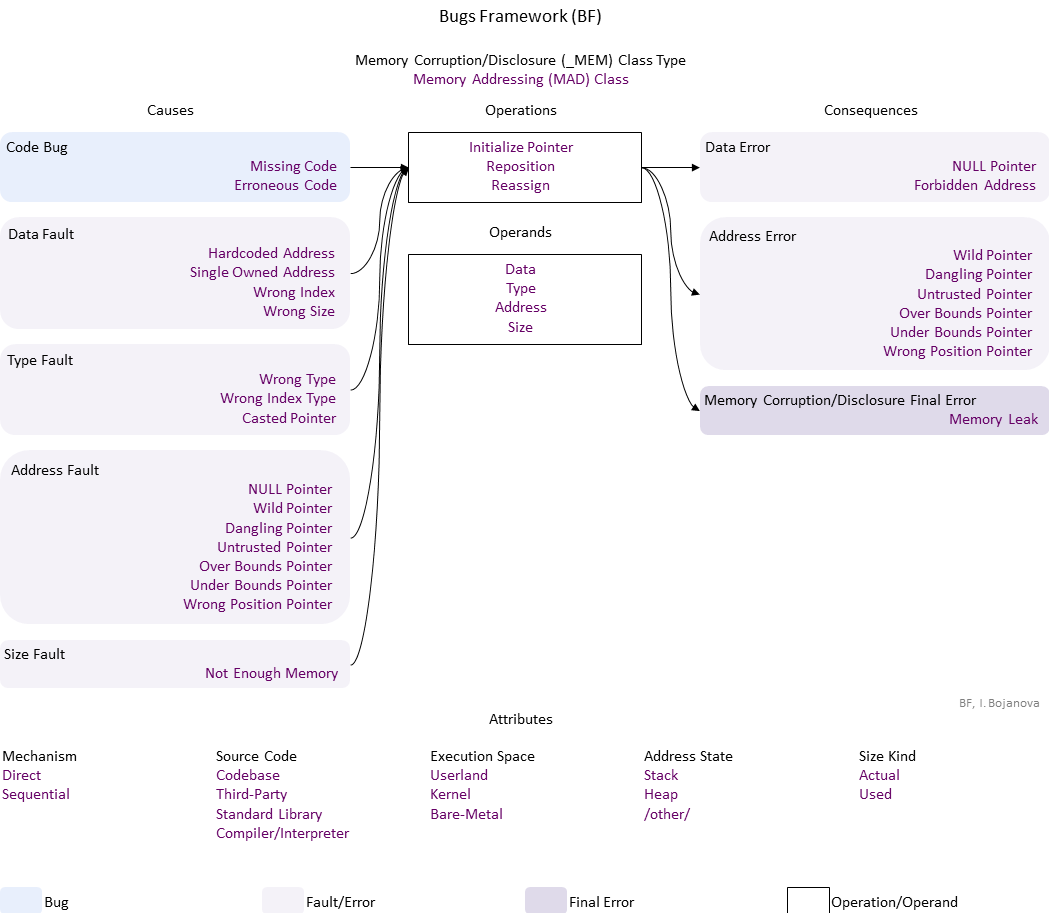 Bugs Framework (BF)
Memory Corruption/Disclosure (_MEM) Class Type
Memory Addressing (MAD) Class
Causes
Code Bug
Missing Code
Erroneous Code
Data Fault
Hardcoded Address
Single Owned Address
Wrong Index
Wrong Size
Type Fault
Wrong Type
Wrong Index Type
Casted Pointer
Address Fault
NULL Pointer
Wild Pointer
Dangling Pointer
Untrusted Pointer
Over Bounds Pointer
Under Bounds Pointer
Wrong Position Pointer
Size Fault
Not Enough Memory
Operations
Initialize Pointer
Reposition
Reassign
Operands
Data
Type
Address
Size
Consequences
Data Error
NULL Pointer
Forbidden Address
Address Error
Wild Pointer
Dangling Pointer
Untrusted Pointer
Over Bounds Pointer
Under Bounds Pointer
Wrong Position Pointer
Memory Corruption/Disclosure Final Error
Memory Leak
BF, I. Bojanova
Attributes
Mechanism
Direct
Sequential
Source Code
Codebase
Third-Party
Standard Library
Compiler/Interpreter
Execution Space
Userland
Kernel
Bare-Metal
Address State
Stack
Heap
/other/
Size Kind
Actual
Used
Bug
Fault/Error
Final Error
Operation/Operand